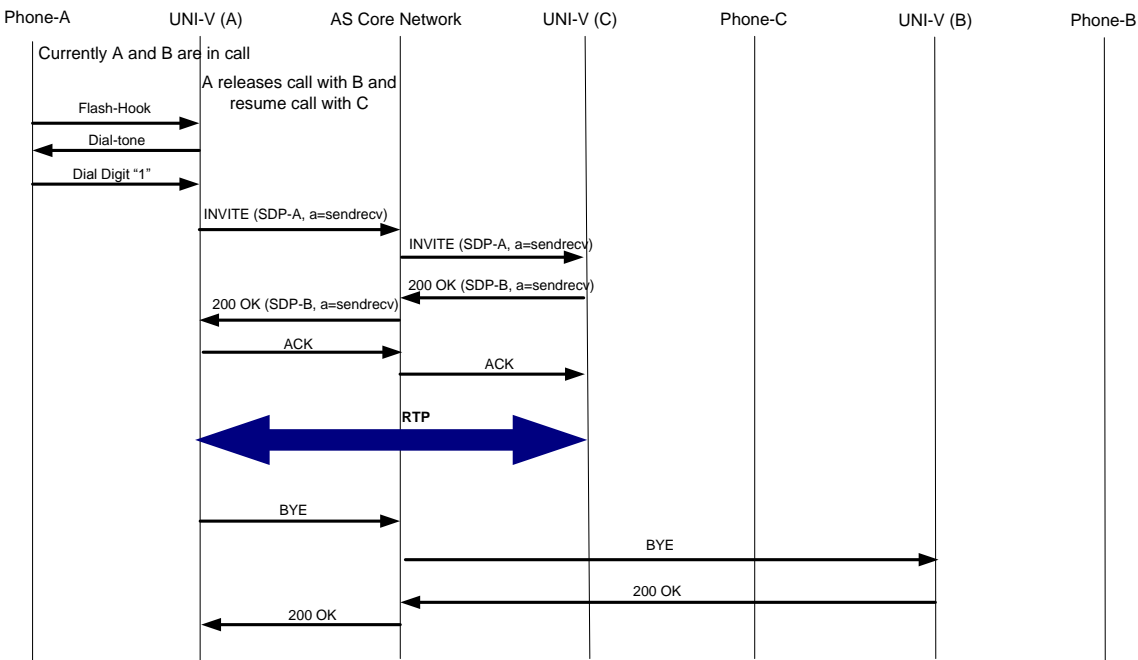 Phone-A
UNI-V (A)
AS Core Network
UNI-V (C)
Phone-C
UNI-V (B)
Phone-B
Currently A and B are in call
A releases call with B and
resume call with C
Flash-Hook
Dial-tone
Dial Digit “1”
INVITE (SDP-A, a=sendrecv)
INVITE (SDP-A, a=sendrecv)
200 OK (SDP-B, a=sendrecv)
200 OK (SDP-B, a=sendrecv)
ACK
ACK
RTP
BYE
BYE
200 OK
200 OK